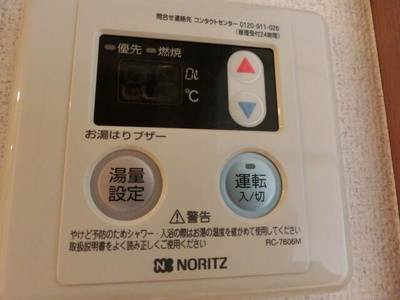 問合せ連絡先 コンタクトセンター 0120-911-026
(修理受付24時間)
優先 燃焼
0ℓ
℃
お湯はりブザー
湯量
設定
運転
入/切
⚠警告
やけど予防のためシャワー・入浴の際はお湯の温度を確かめて使用してください
取扱説明書をよく読み正しくご使用ください。
RC-7606M
NORITZ